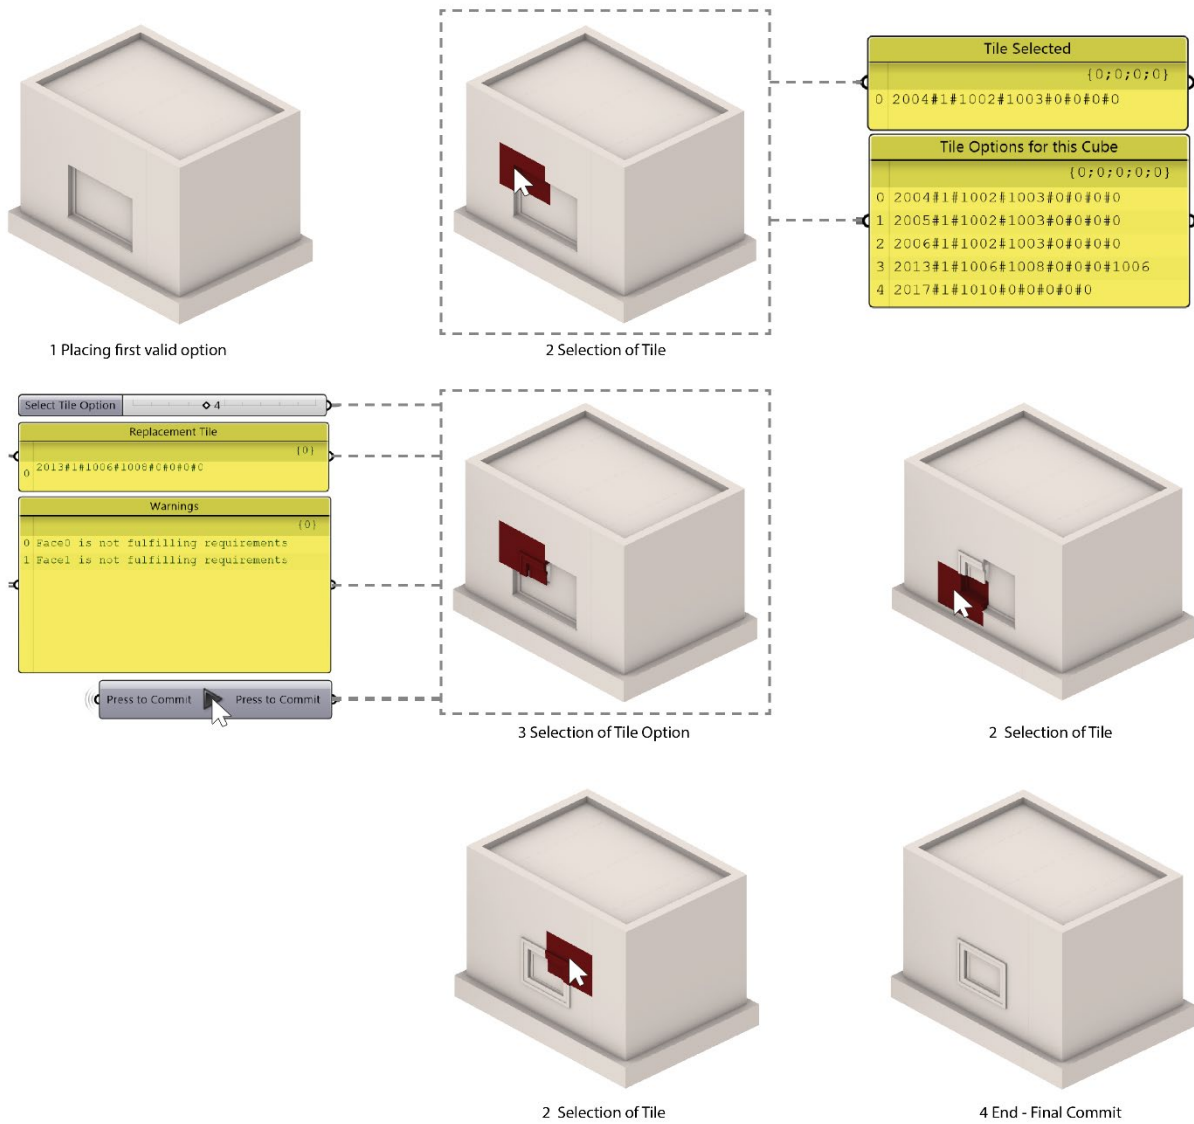 Tile Selected
{0;0;0;0}
0 2004#1#1002#1003#0#0#0#0
Tile Options for this Cube
{0;0;0;0;0}
0 2004#1#1002#1003#0#0#0#0
1 2005#1#1002#1003#0#0#0#0
2 2006#1#1002#1003#0#0#0#0
3 2013#1#1006#1008#0#0#0#1006
4 2017#1#1010#0#0#0#0#0
1 Placing first valid option
2 Selection of Tile
Select Tile Option 4
Replacement Tile
{0}
0 2013#1#1006#1008#0#0#0#0
Warnings
{0}
0 Face0 is not fulfilling requirements
1 Face1 is not fulfilling requirements
Press to Commit Press to Commit
3 Selection of Tile Option
2 Selection of Tile
2 Selection of Tile
4 End - Final Commit